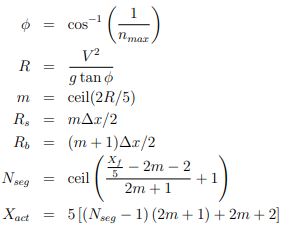 φ = cos⁻¹ (1 / n_max)
R = V² / (g tan φ)
m = ceil(2R/5)
R_s = mΔx/2
R_b = (m + 1)Δx/2
N_seg = ceil ( (X_f/5 − 2m − 2) / (2m + 1) + 1 )
X_act = 5 [(N_seg − 1) (2m + 1) + 2m + 2]